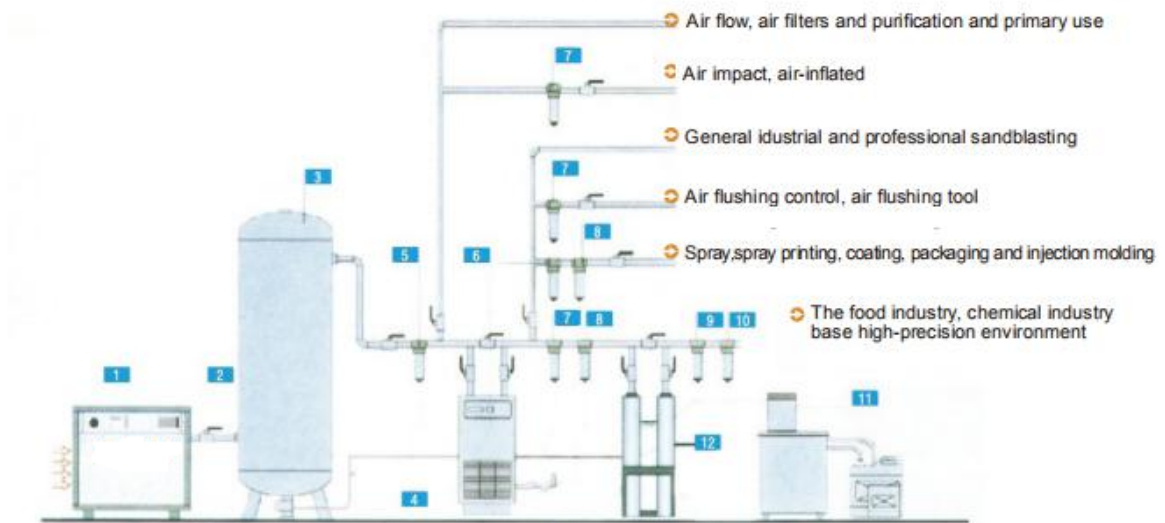 Air flow, air filters and purification and primary use
7
Air impact, air-inflated
General idustrial and professional sandblasting
3
7
Air flushing control, air flushing tool
8
5
6
Spray,spray printing, coating, packaging and injection molding
The food industry, chemical industry
base high-precision environment
7
8
9
10
1
2
11
12
4